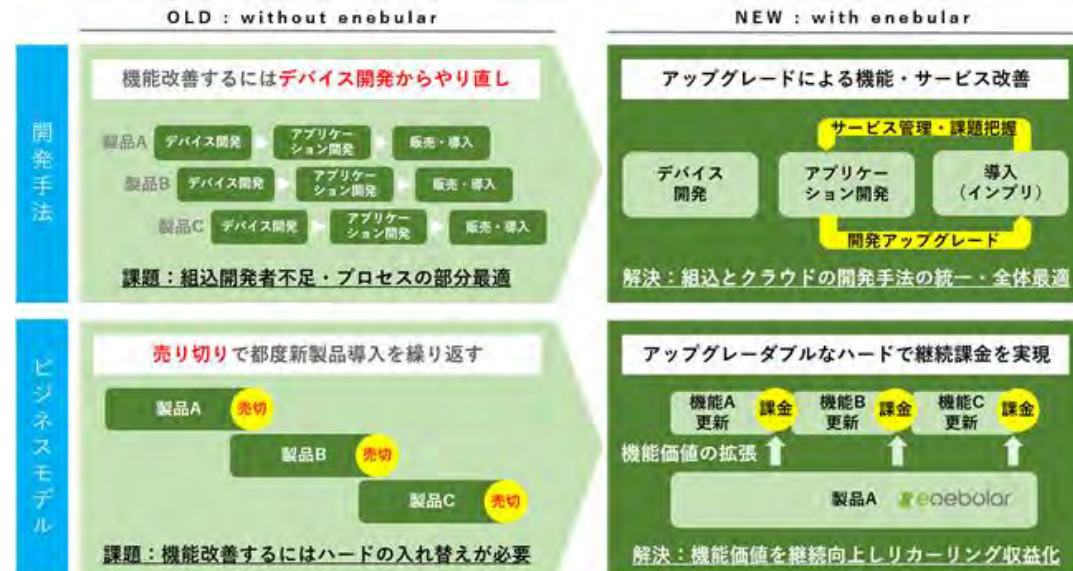 OLD : without enebular
NEW : with enebular
開発手法
機能改善するにはデバイス開発からやり直し
製品A デバイス開発 アプリケーション開発 販売・導入
製品B デバイス開発 アプリケーション開発 販売・導入
製品C デバイス開発 アプリケーション開発 販売・導入
課題：組込開発者不足・プロセスの部分最適
アップグレードによる機能・サービス改善
サービス管理・課題把握
デバイス開発
アプリケーション開発
導入（インプリ）
開発アップグレード
解決：組込とクラウドの開発手法の統一・全体最適
ビジネスモデル
売り切りで都度新製品導入を繰り返す
製品A 売切
製品B 売切
製品C 売切
課題：機能改善するにはハードの入れ替えが必要
アップグレーダブルなハードで継続課金を実現
機能A更新 課金 機能B更新 課金 機能C更新 課金
機能価値の拡張
製品A enebular
解決：機能価値を継続向上しリカーリング収益化